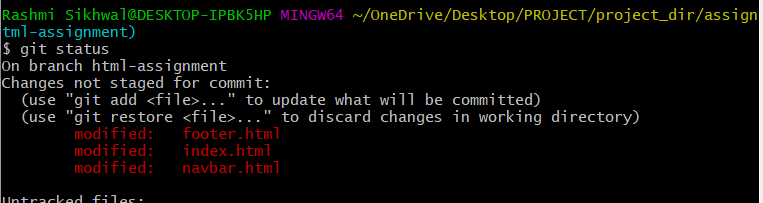 Rashmi Sikhwal@DESKTOP-IPBK5HP MINGW64 ~/OneDrive/Desktop/PROJECT/project_dir/assign
tml-assignment)
$ git status
On branch html-assignment
Changes not staged for commit:
  (use "git add <file>..." to update what will be committed)
  (use "git restore <file>..." to discard changes in working directory)
        modified:   footer.html
        modified:   index.html
        modified:   navbar.html
Untracked files: